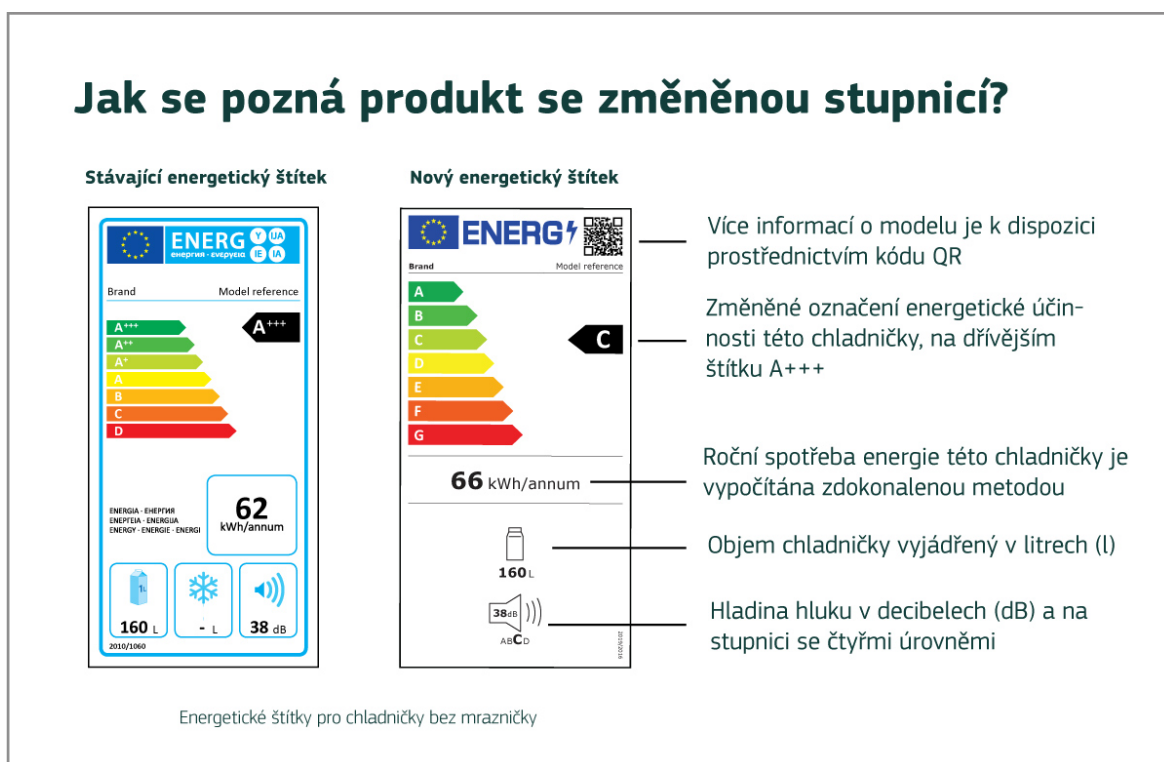 Jak se pozná produkt se změněnou stupnicí?
Stávající energetický štítek
ENERG
енергия · ενεργεια
Y IJA
IE IA
Brand Model reference
A+++
A+++
A++
A+
A
B
C
D
ENERGIA · ЕНЕРГИЯ
ΕΝΕΡΓΕΙΑ · ENERGIJA
ENERGY · ENERGIE · ENERGI
62
kWh/annum
1L
160 L
- L
38 dB
2010/1060
Nový energetický štítek
ENERG
Brand Model reference
A
B
C
C
D
E
F
G
66 kWh/annum
160 L
38dB
ABCD
2019/2016
Více informací o modelu je k dispozici
prostřednictvím kódu QR
Změněné označení energetické účin-
nosti této chladničky, na dřívějším
štítku A+++
Roční spotřeba energie této chladničky je
vypočítána zdokonalenou metodou
Objem chladničky vyjádřený v litrech (l)
Hladina hluku v decibelech (dB) a na
stupnici se čtyřmi úrovněmi
Energetické štítky pro chladničky bez mrazničky